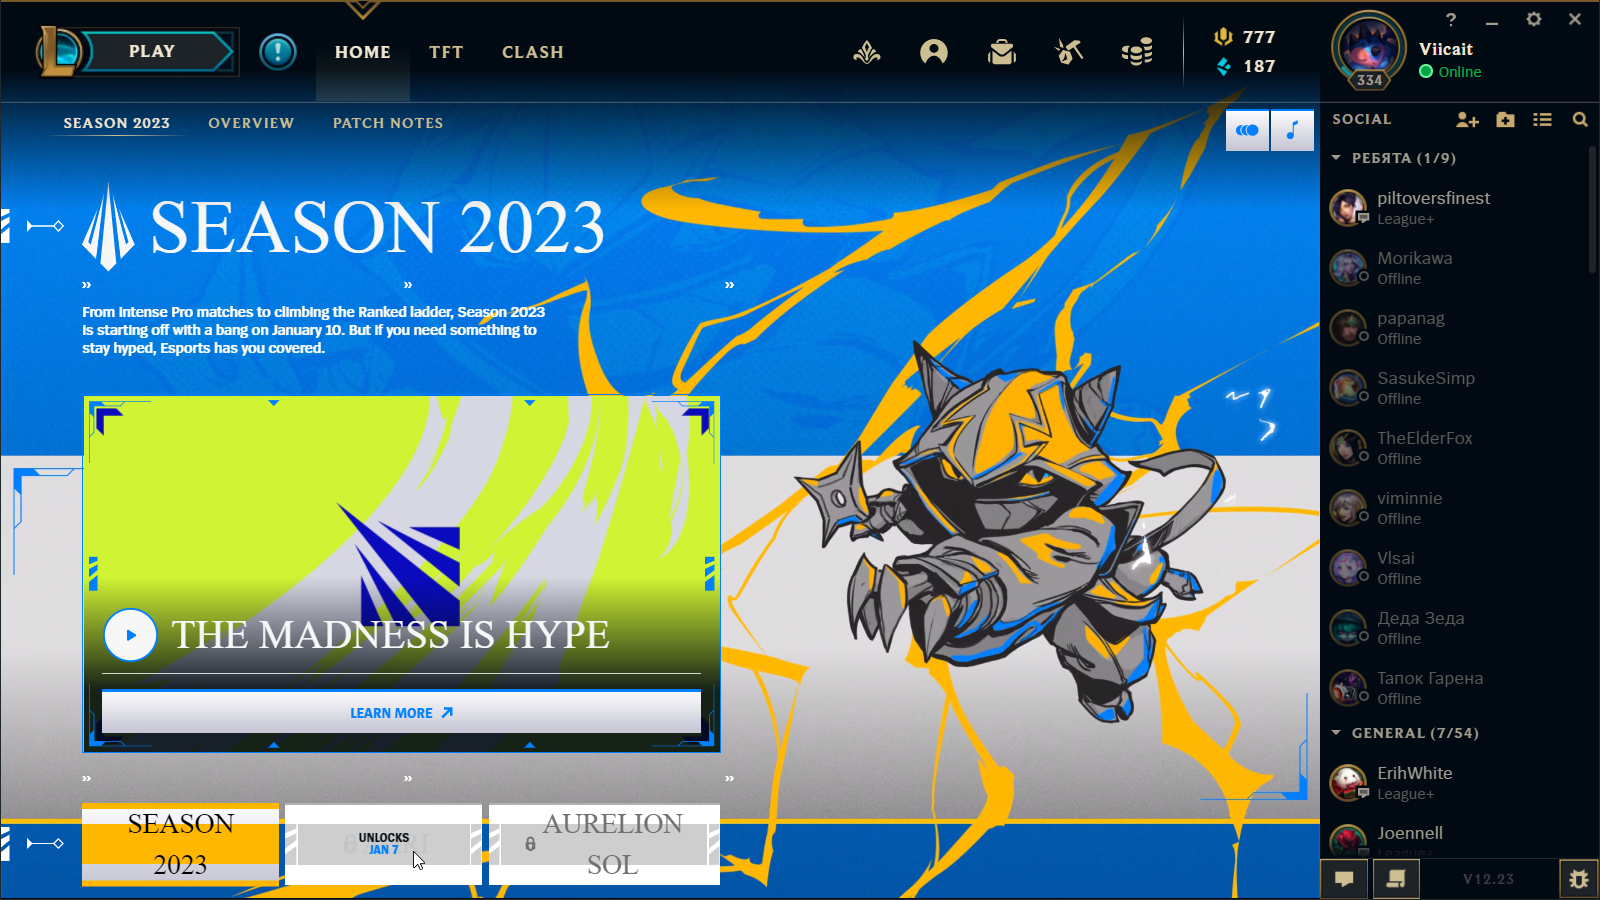 PLAY
HOME
TFT
CLASH
777
187
334
?
Viicait
Online
SEASON 2023
OVERVIEW
PATCH NOTES
SOCIAL
SEASON 2023
From intense Pro matches to climbing the Ranked ladder, Season 2023
is starting off with a bang on January 10. But if you need something to
stay hyped, Esports has you covered.
THE MADNESS IS HYPE
LEARN MORE
SEASON
2023
UNLOCKS
JAN 7
AURELION
SOL
РЕБЯТА (1/9)
piltoversfinest
League+
Morikawa
Offline
papanag
Offline
SasukeSimp
Offline
TheElderFox
Offline
viminnie
Offline
Vlsai
Offline
Деда Зеда
Offline
Тапок Гарена
Offline
GENERAL (7/54)
ErihWhite
League+
Joennell
League+
V12.23